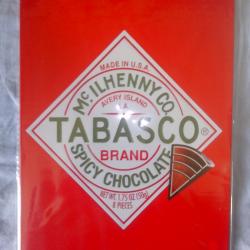 MADE IN U.S.A.
McILHENNY CO.
AVERY ISLAND
LA.
TABASCO®
BRAND
SPICY CHOCOLATE
NET WT. 1.75 OZ (50g)
8 PIECES